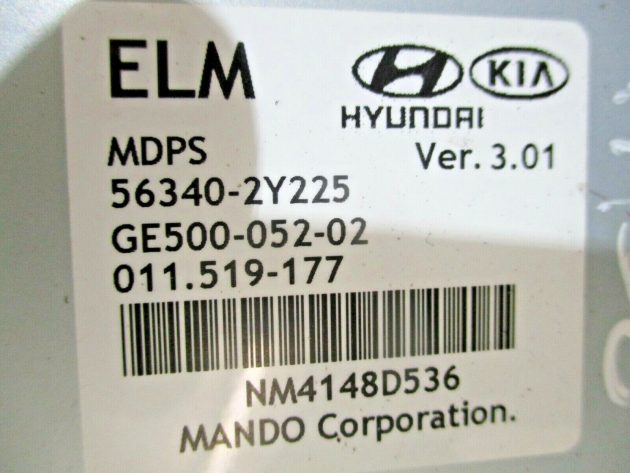 ELM
HYUNDAI
KIA
MDPS
Ver. 3.01
56340-2Y225
GE500-052-02
011.519-177
NM4148D536
MANDO Corporation.